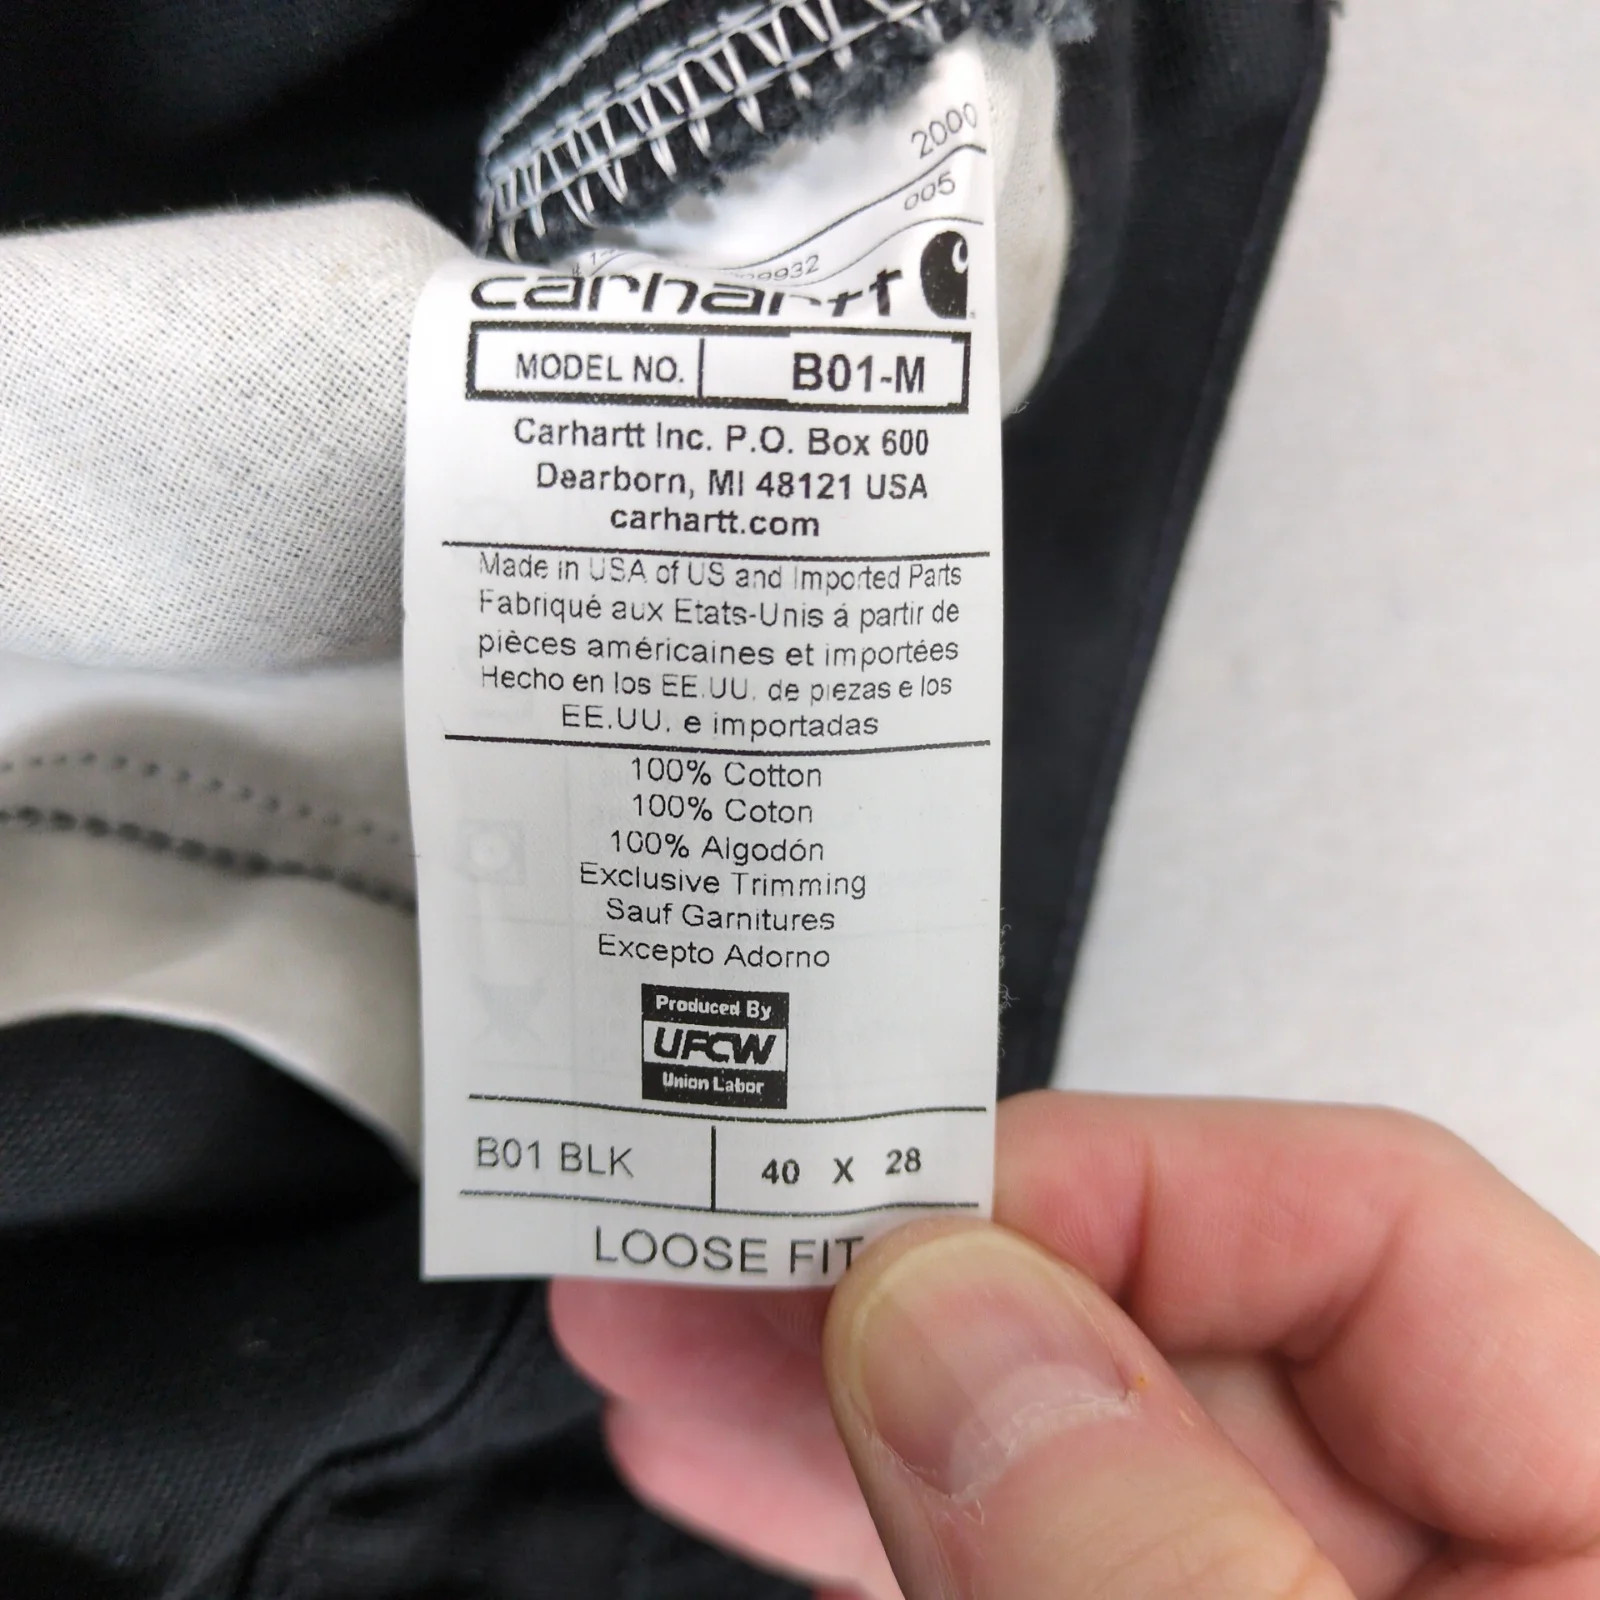 2000
005
9932
carhartt
MODEL NO. B01-M
Carhartt Inc. P.O. Box 600
Dearborn, MI 48121 USA
carhartt.com
Made in USA of US and Imported Parts
Fabriqué aux Etats-Unis á partir de
pièces américaines et importées
Hecho en los EE.UU. de piezas e los
EE.UU. e importadas
100% Cotton
100% Coton
100% Algodón
Exclusive Trimming
Sauf Garnitures
Excepto Adorno
Produced By
UFCW
Union Labor
B01 BLK 40 X 28
LOOSE FIT